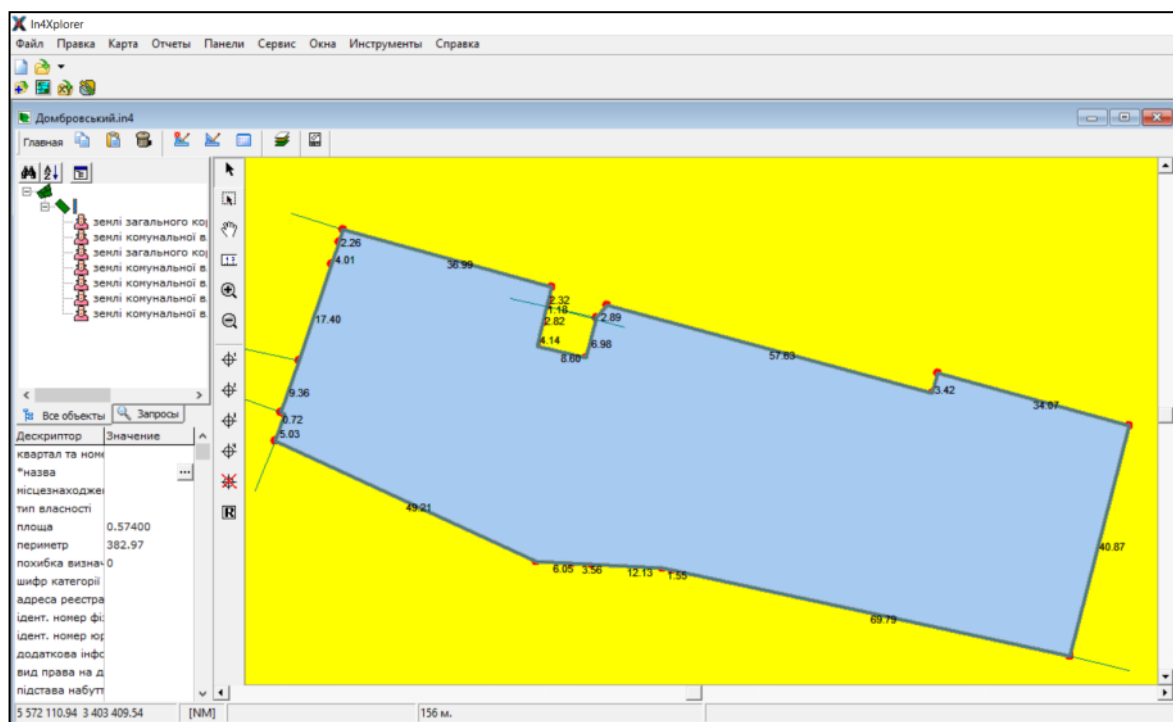 In4Xplorer
Файл Правка Карта Отчеты Панели Сервис Окна Инструменты Справка
Домбровський.in4
Главная
землі загального ко
землі комунальної в.
землі загального ко
землі комунальної в.
землі комунальної в.
землі комунальної в.
землі комунальної в.
Все объекты Запросы
Дескриптор Значение
квартал та ном
*назва ...
місцезнаходже
тип власності
площа 0.57400
периметр 382.97
похибка визнач 0
шифр категорії
адреса реєстра
ідент. номер фі
ідент. номер юр
додаткова інфо
вид права на д
підстава набутт
2.26
4.01
36.99
17.40
9.36
0.72
5.03
2.32
1.18
2.82
4.14
8.60
6.98
2.89
57.63
3.42
34.07
40.87
49.21
6.05 3.56 12.13 1.55
69.79
R
5 572 110.94 3 403 409.54 [NM] 156 м.